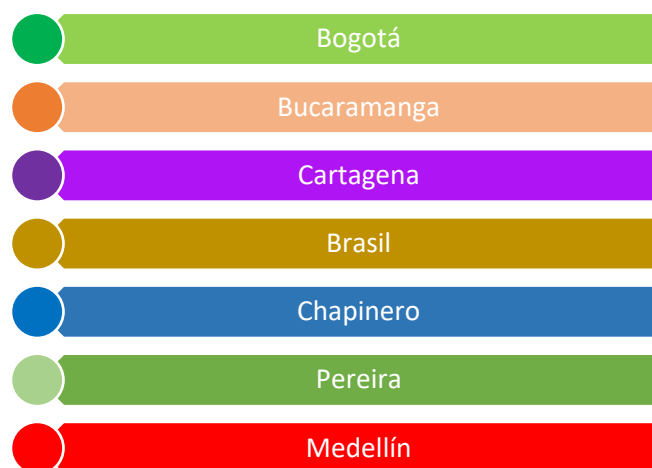 Bogotá
Bucaramanga
Cartagena
Brasil
Chapinero
Pereira
Medellín